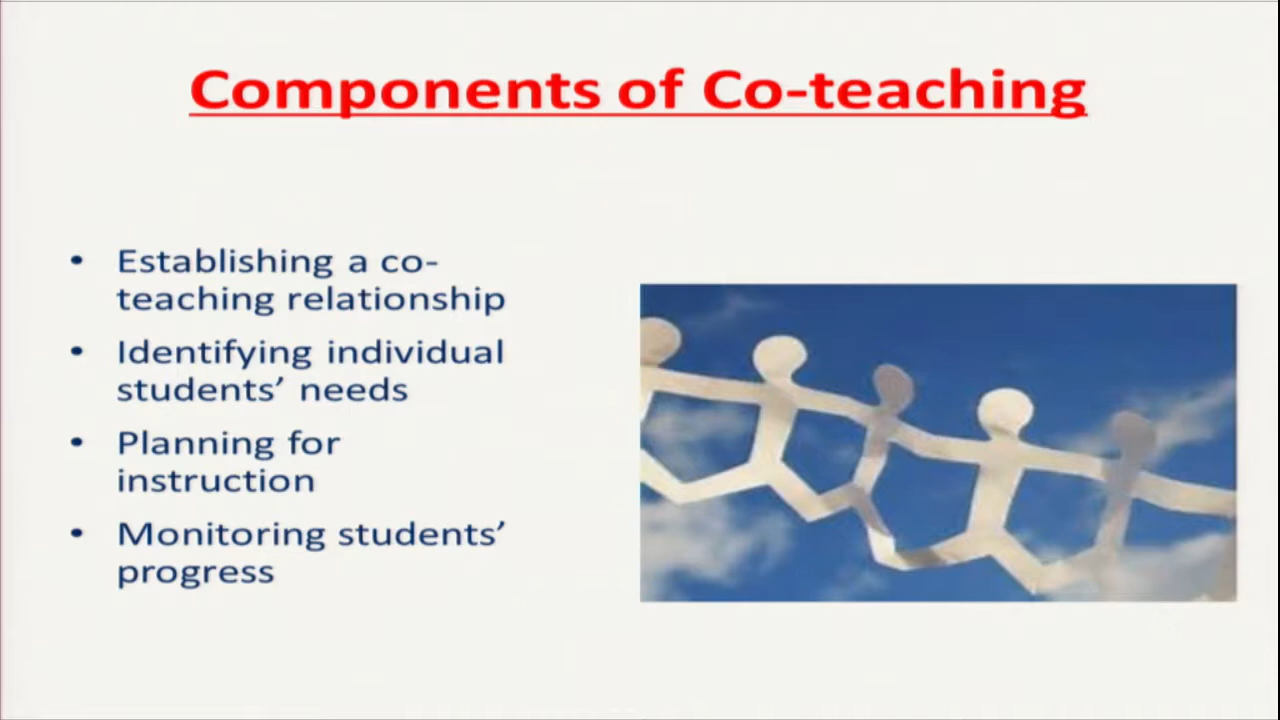 Components of Co-teaching
• Establishing a co-
teaching relationship
• Identifying individual
students’ needs
• Planning for
instruction
• Monitoring students’
progress